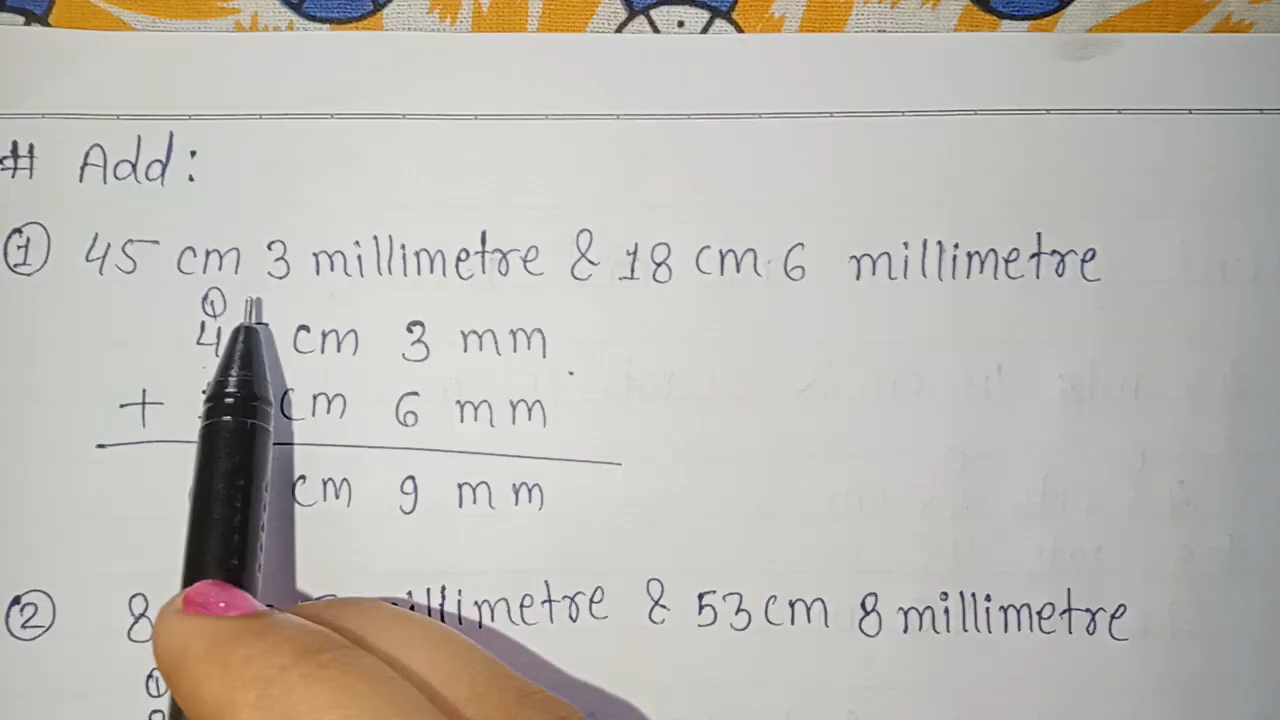 # Add:
① 45 cm 3 millimetre & 18 cm 6 millimetre
①
4 cm 3 mm
+ cm 6 mm
cm 9 mm
② 8 millimetre & 53 cm 8 millimetre
①